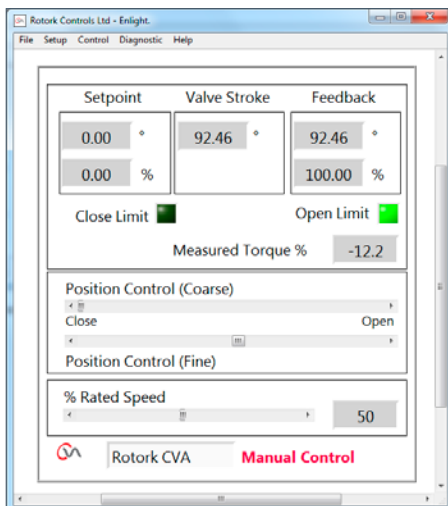 Rotork Controls Ltd - Enlight.
File Setup Control Diagnostic Help
Setpoint Valve Stroke Feedback
0.00 ° 92.46 ° 92.46 °
0.00 % 100.00 %
Close Limit Open Limit
Measured Torque % -12.2
Position Control (Coarse)
Close Open
Position Control (Fine)
% Rated Speed
50
Rotork CVA Manual Control